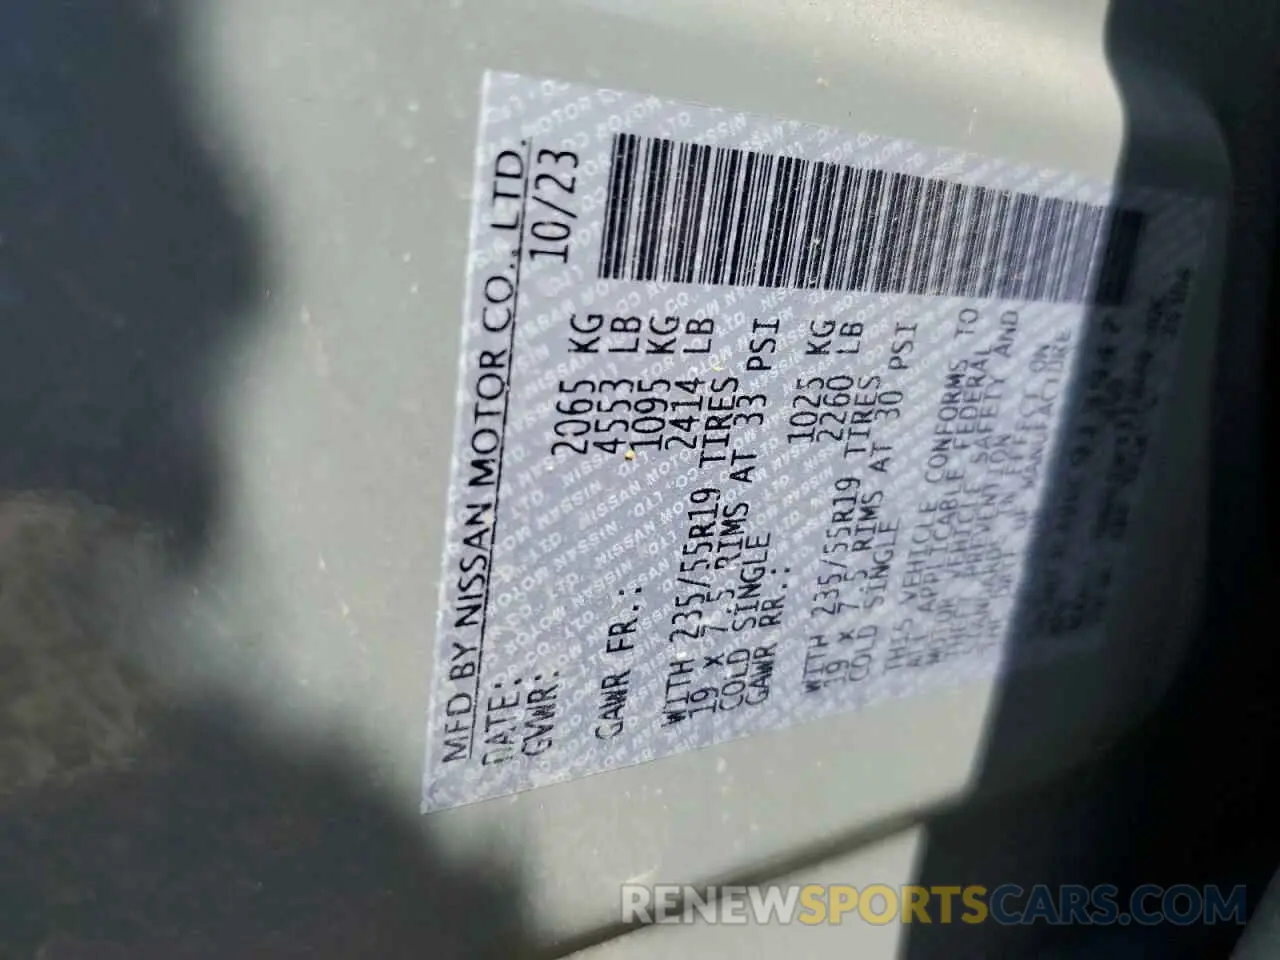 MFD BY NISSAN MOTOR CO., LTD.
DATE: 10/23
GVWR: 2065 KG
4553 LB
GAWR FR.: 1095 KG
2414 LB
WITH 235/55R19 TIRES
19 x 7.5 RIMS AT 33 PSI
COLD SINGLE
GAWR RR.: 1025 KG
2260 LB
WITH 235/55R19 TIRES
19 x 7.5 RIMS AT 30 PSI
COLD SINGLE
THIS VEHICLE CONFORMS TO
ALL APPLICABLE FEDERAL
MOTOR VEHICLE SAFETY AND
THEFT PREVENTION
STANDARDS IN EFFECT ON
THE DATE OF MANUFACTURE
RENEWSPORTSCARS.COM